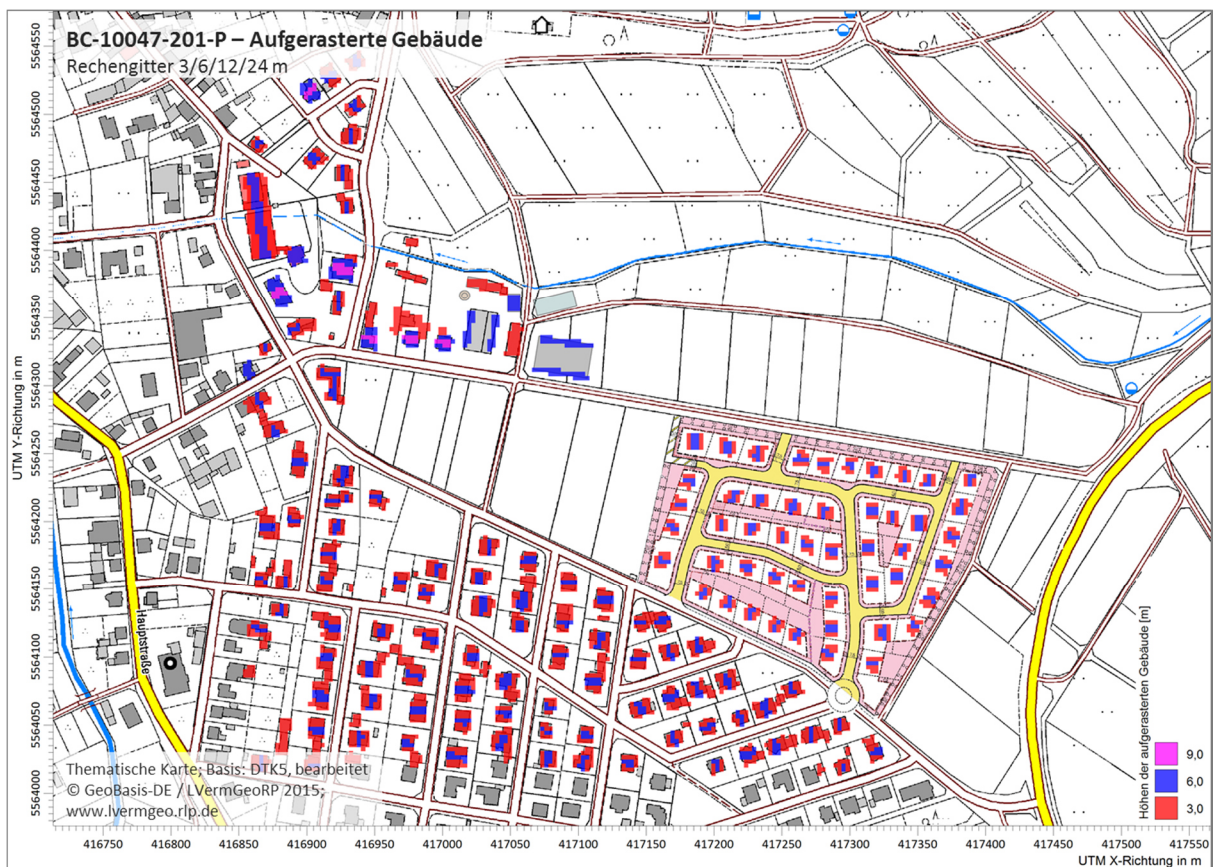 BC-10047-201-P – Aufgerasterte Gebäude
Rechengitter 3/6/12/24 m
UTM Y-Richtung in m
5564550
5564500
5564450
5564400
5564350
5564300
5564250
5564200
5564150
5564100
5564050
5564000
Hauptstraße
Höhen der aufgerasterten Gebäude [m]
9,0
6,0
3,0
Thematische Karte; Basis: DTK5, bearbeitet
© GeoBasis-DE / LVermGeoRP 2015;
www.lvermgeo.rlp.de
416750 416800 416850 416900 416950 417000 417050 417100 417150 417200 417250 417300 417350 417400 417450 417500 417550
UTM X-Richtung in m